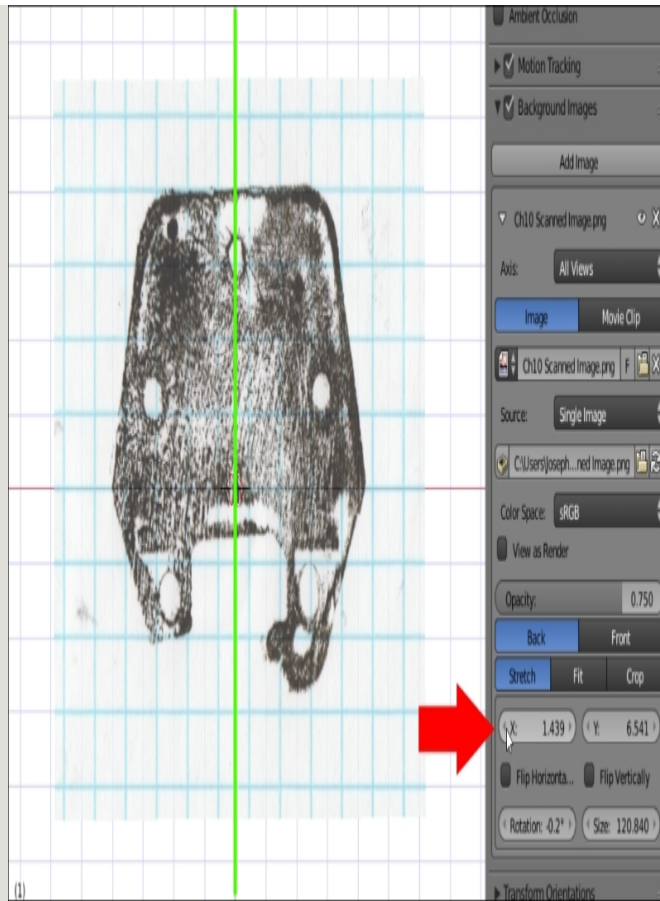 Ambient Occlusion
Motion Tracking
Background Images
Add Image
Ch10 Scanned Image.png
Axis: All Views
Image Movie Clip
Ch10 Scanned Image.png F
Source: Single Image
C:\Users\Joseph...ned Image.png
Color Space: sRGB
View as Render
Opacity: 0.750
Back Front
Stretch Fit Crop
X: 1.439 Y: 6.541
Flip Horizonta... Flip Vertically
Rotation: -0.2° Size: 120.840
Transform Orientations
(1)